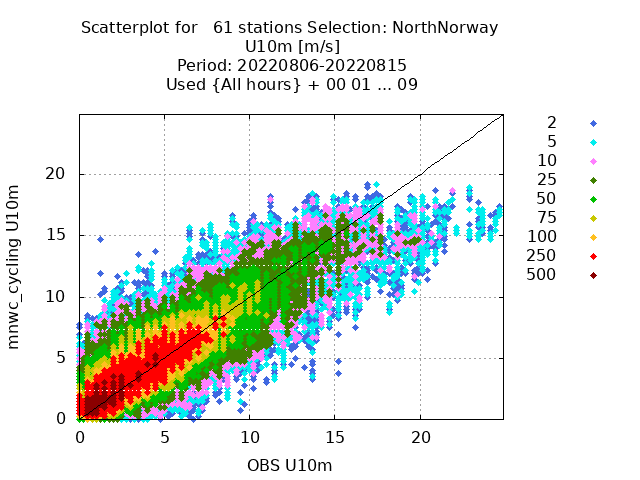 Scatterplot for   61 stations Selection: NorthNorway
U10m [m/s]
Period: 20220806-20220815
Used {All hours} + 00 01 ... 09
2
5
10
25
50
75
100
250
500
20
15
10
5
0
0 5 10 15 20
mnwc_cycling U10m
OBS U10m